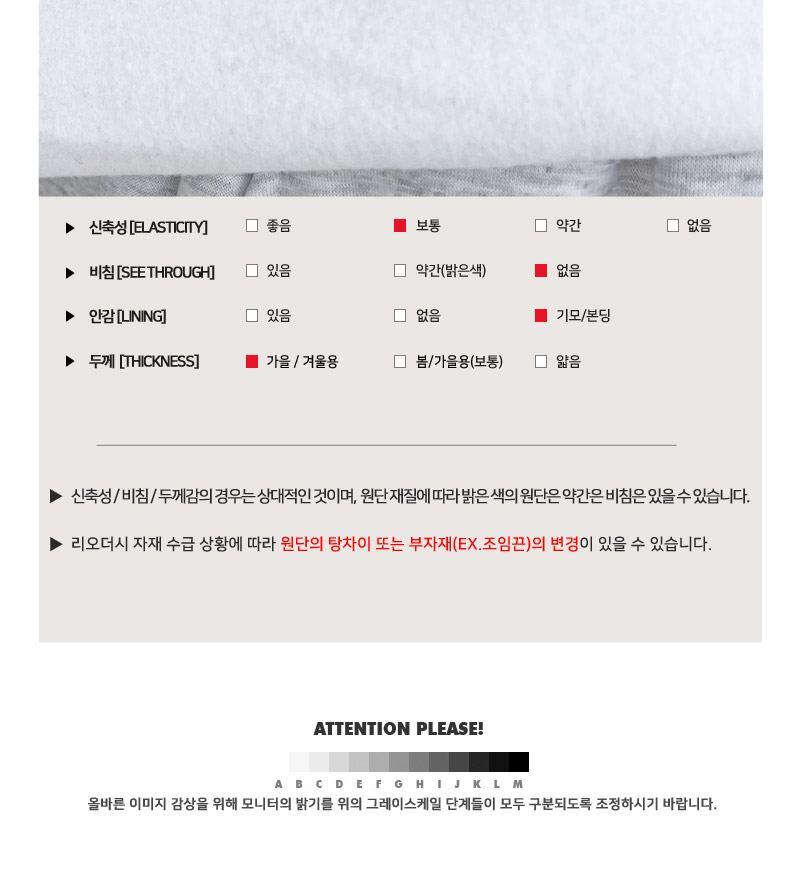 ▶ 신축성 [ELASTICITY] 좋음 보통 약간 없음
▶ 비침 [SEE THROUGH] 있음 약간(밝은색) 없음
▶ 안감 [LINING] 있음 없음 기모/본딩
▶ 두께 [THICKNESS] 가을 / 겨울용 봄/가을용(보통) 얇음
▶ 신축성 / 비침 / 두께감의 경우는 상대적인 것이며, 원단 재질에 따라 밝은 색의 원단은 약간은 비침은 있을 수 있습니다.
▶ 리오더시 자재 수급 상황에 따라 원단의 탕차이 또는 부자재(EX.조임끈)의 변경이 있을 수 있습니다.
ATTENTION PLEASE!
A B C D E F G H I J K L M
올바른 이미지 감상을 위해 모니터의 밝기를 위의 그레이스케일 단계들이 모두 구분되도록 조정하시기 바랍니다.